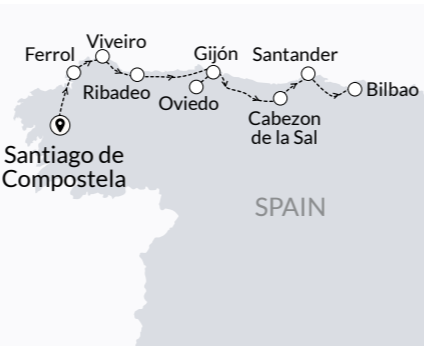 Viveiro
Ferrol
Gijón
Santander
Ribadeo
Oviedo
Bilbao
Cabezon
de la Sal
Santiago de
Compostela
SPAIN